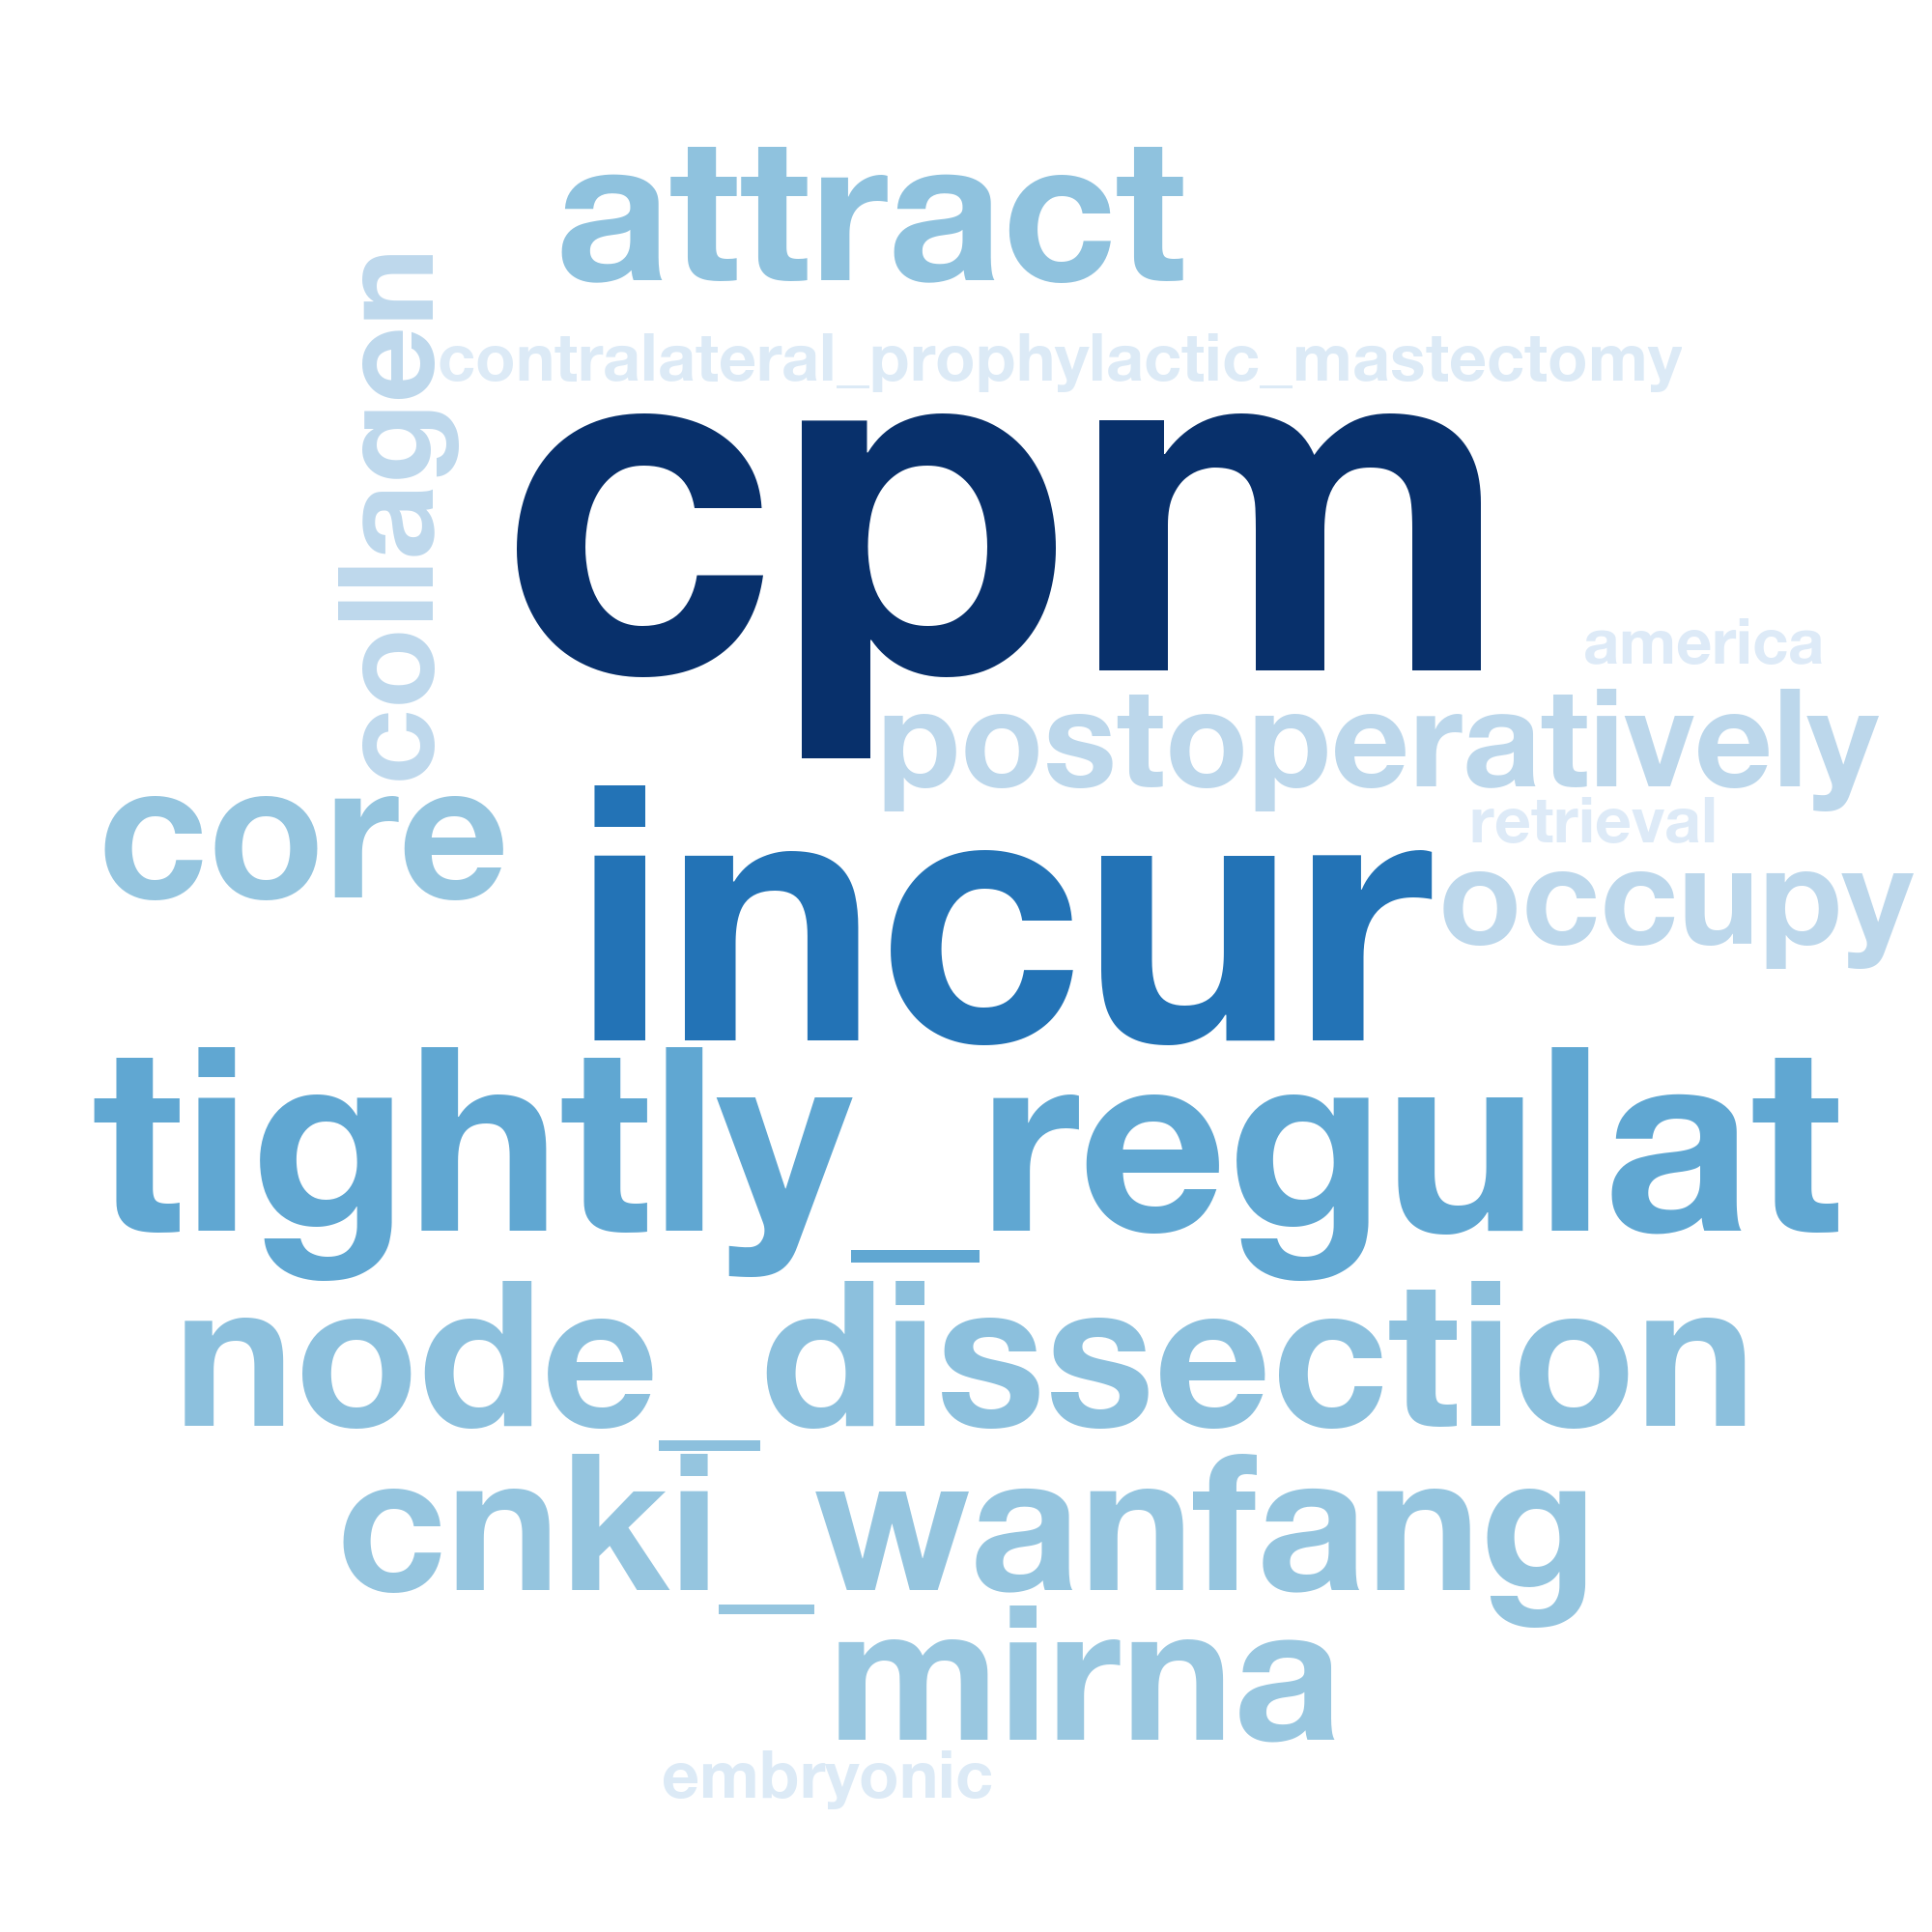 attract
collagen
contralateral_prophylactic_mastectomy
cpm
america
postoperatively
core
incur
retrieval
occupy
tightly_regulat
node_dissection
cnki_wanfang
mirna
embryonic